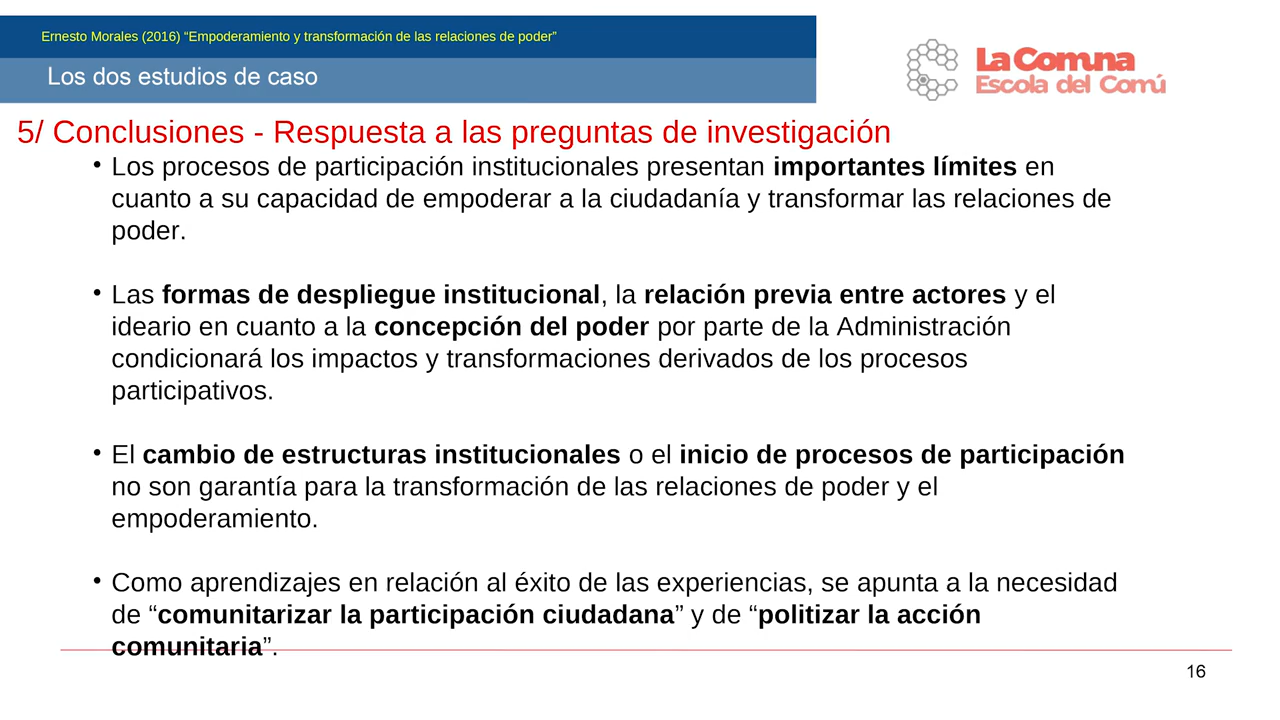 Ernesto Morales (2016) “Empoderamiento y transformación de las relaciones de poder”
Los dos estudios de caso
La Comuna
Escola del Comú
5/ Conclusiones - Respuesta a las preguntas de investigación
• Los procesos de participación institucionales presentan importantes límites en
cuanto a su capacidad de empoderar a la ciudadanía y transformar las relaciones de
poder.
• Las formas de despliegue institucional, la relación previa entre actores y el
ideario en cuanto a la concepción del poder por parte de la Administración
condicionará los impactos y transformaciones derivados de los procesos
participativos.
• El cambio de estructuras institucionales o el inicio de procesos de participación
no son garantía para la transformación de las relaciones de poder y el
empoderamiento.
• Como aprendizajes en relación al éxito de las experiencias, se apunta a la necesidad
de “comunitarizar la participación ciudadana” y de “politizar la acción
comunitaria”.
16